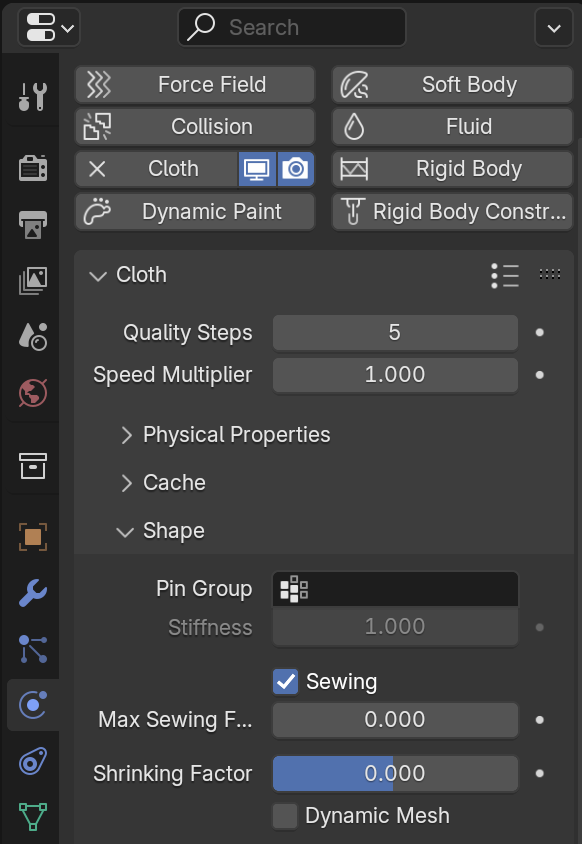 Search
Force Field
Soft Body
Collision
Fluid
Cloth
Rigid Body
Dynamic Paint
Rigid Body Constr...
Cloth
Quality Steps 5
Speed Multiplier 1.000
Physical Properties
Cache
Shape
Pin Group
Stiffness 1.000
Sewing
Max Sewing F... 0.000
Shrinking Factor 0.000
Dynamic Mesh